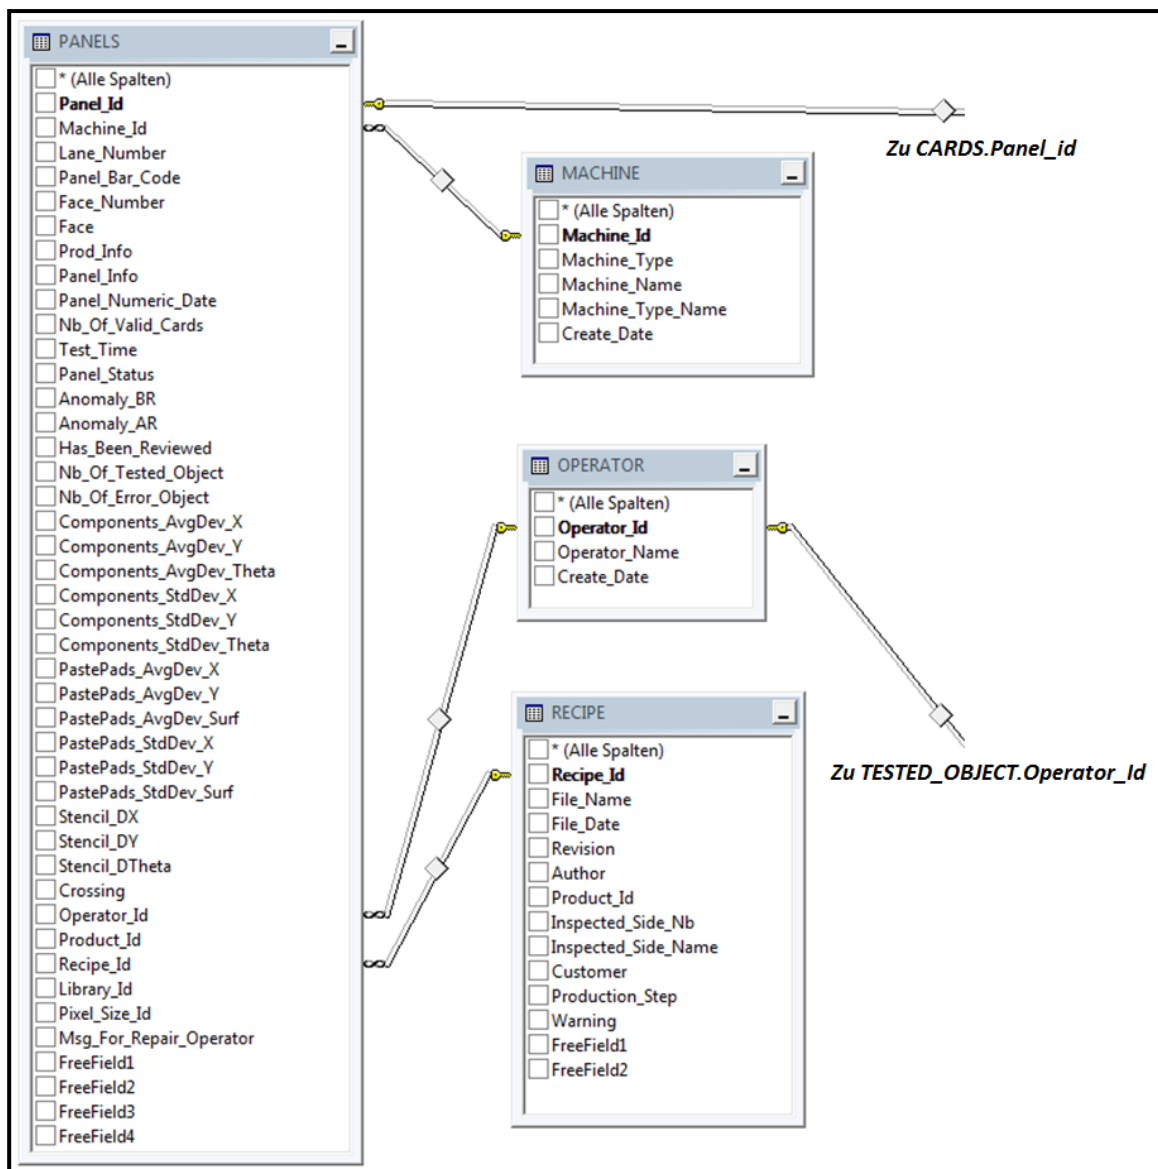 PANELS
* (Alle Spalten)
Panel_Id
Machine_Id
Lane_Number
Panel_Bar_Code
Face_Number
Face
Prod_Info
Panel_Info
Panel_Numeric_Date
Nb_Of_Valid_Cards
Test_Time
Panel_Status
Anomaly_BR
Anomaly_AR
Has_Been_Reviewed
Nb_Of_Tested_Object
Nb_Of_Error_Object
Components_AvgDev_X
Components_AvgDev_Y
Components_AvgDev_Theta
Components_StdDev_X
Components_StdDev_Y
Components_StdDev_Theta
PastePads_AvgDev_X
PastePads_AvgDev_Y
PastePads_AvgDev_Surf
PastePads_StdDev_X
PastePads_StdDev_Y
PastePads_StdDev_Surf
Stencil_DX
Stencil_DY
Stencil_DTheta
Crossing
Operator_Id
Product_Id
Recipe_Id
Library_Id
Pixel_Size_Id
Msg_For_Repair_Operator
FreeField1
FreeField2
FreeField3
FreeField4
Zu CARDS.Panel_id
MACHINE
* (Alle Spalten)
Machine_Id
Machine_Type
Machine_Name
Machine_Type_Name
Create_Date
OPERATOR
* (Alle Spalten)
Operator_Id
Operator_Name
Create_Date
Zu TESTED_OBJECT.Operator_Id
RECIPE
* (Alle Spalten)
Recipe_Id
File_Name
File_Date
Revision
Author
Product_Id
Inspected_Side_Nb
Inspected_Side_Name
Customer
Production_Step
Warning
FreeField1
FreeField2